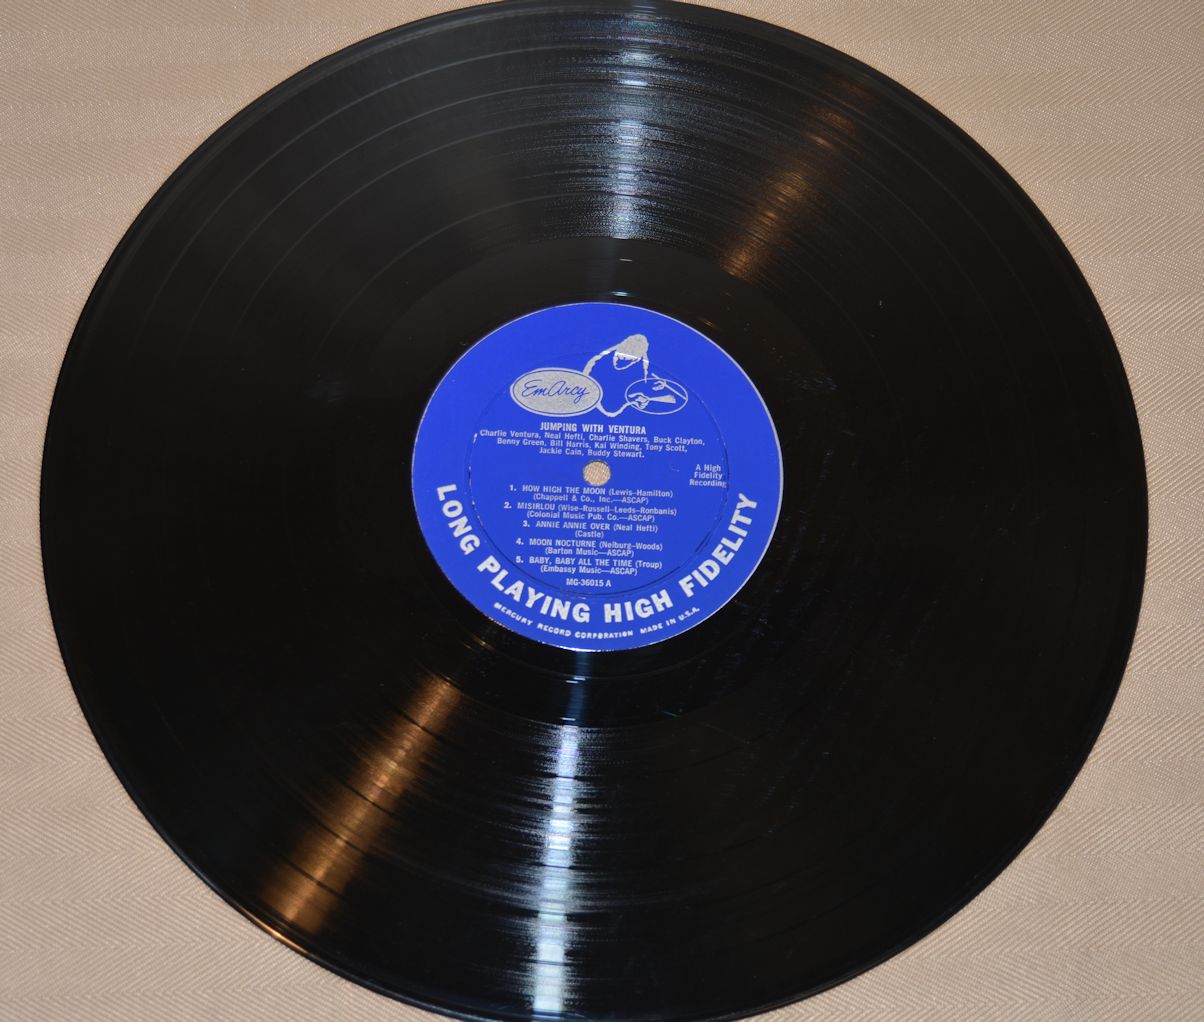 EmArcy
JUMPING WITH VENTURA
Charlie Ventura, Neal Hefti, Charlie Shavers, Buck Clayton,
Benny Green, Bill Harris, Kai Winding, Tony Scott,
Jackie Cain, Buddy Stewart.
A High
Fidelity
Recording
1. HOW HIGH THE MOON (Lewis–Hamilton)
(Chappell & Co., Inc.—ASCAP)
2. MISIRLOU (Wise–Russell–Leeds–Ronbanis)
(Colonial Music Pub. Co.—ASCAP)
3. ANNIE ANNIE OVER (Neal Hefti)
(Castle)
4. MOON NOCTURNE (Neiburg–Woods)
(Barton Music—ASCAP)
5. BABY, BABY ALL THE TIME (Troup)
(Embassy Music—ASCAP)
MG-36015 A
LONG PLAYING HIGH FIDELITY
MERCURY RECORD CORPORATION MADE IN U.S.A.